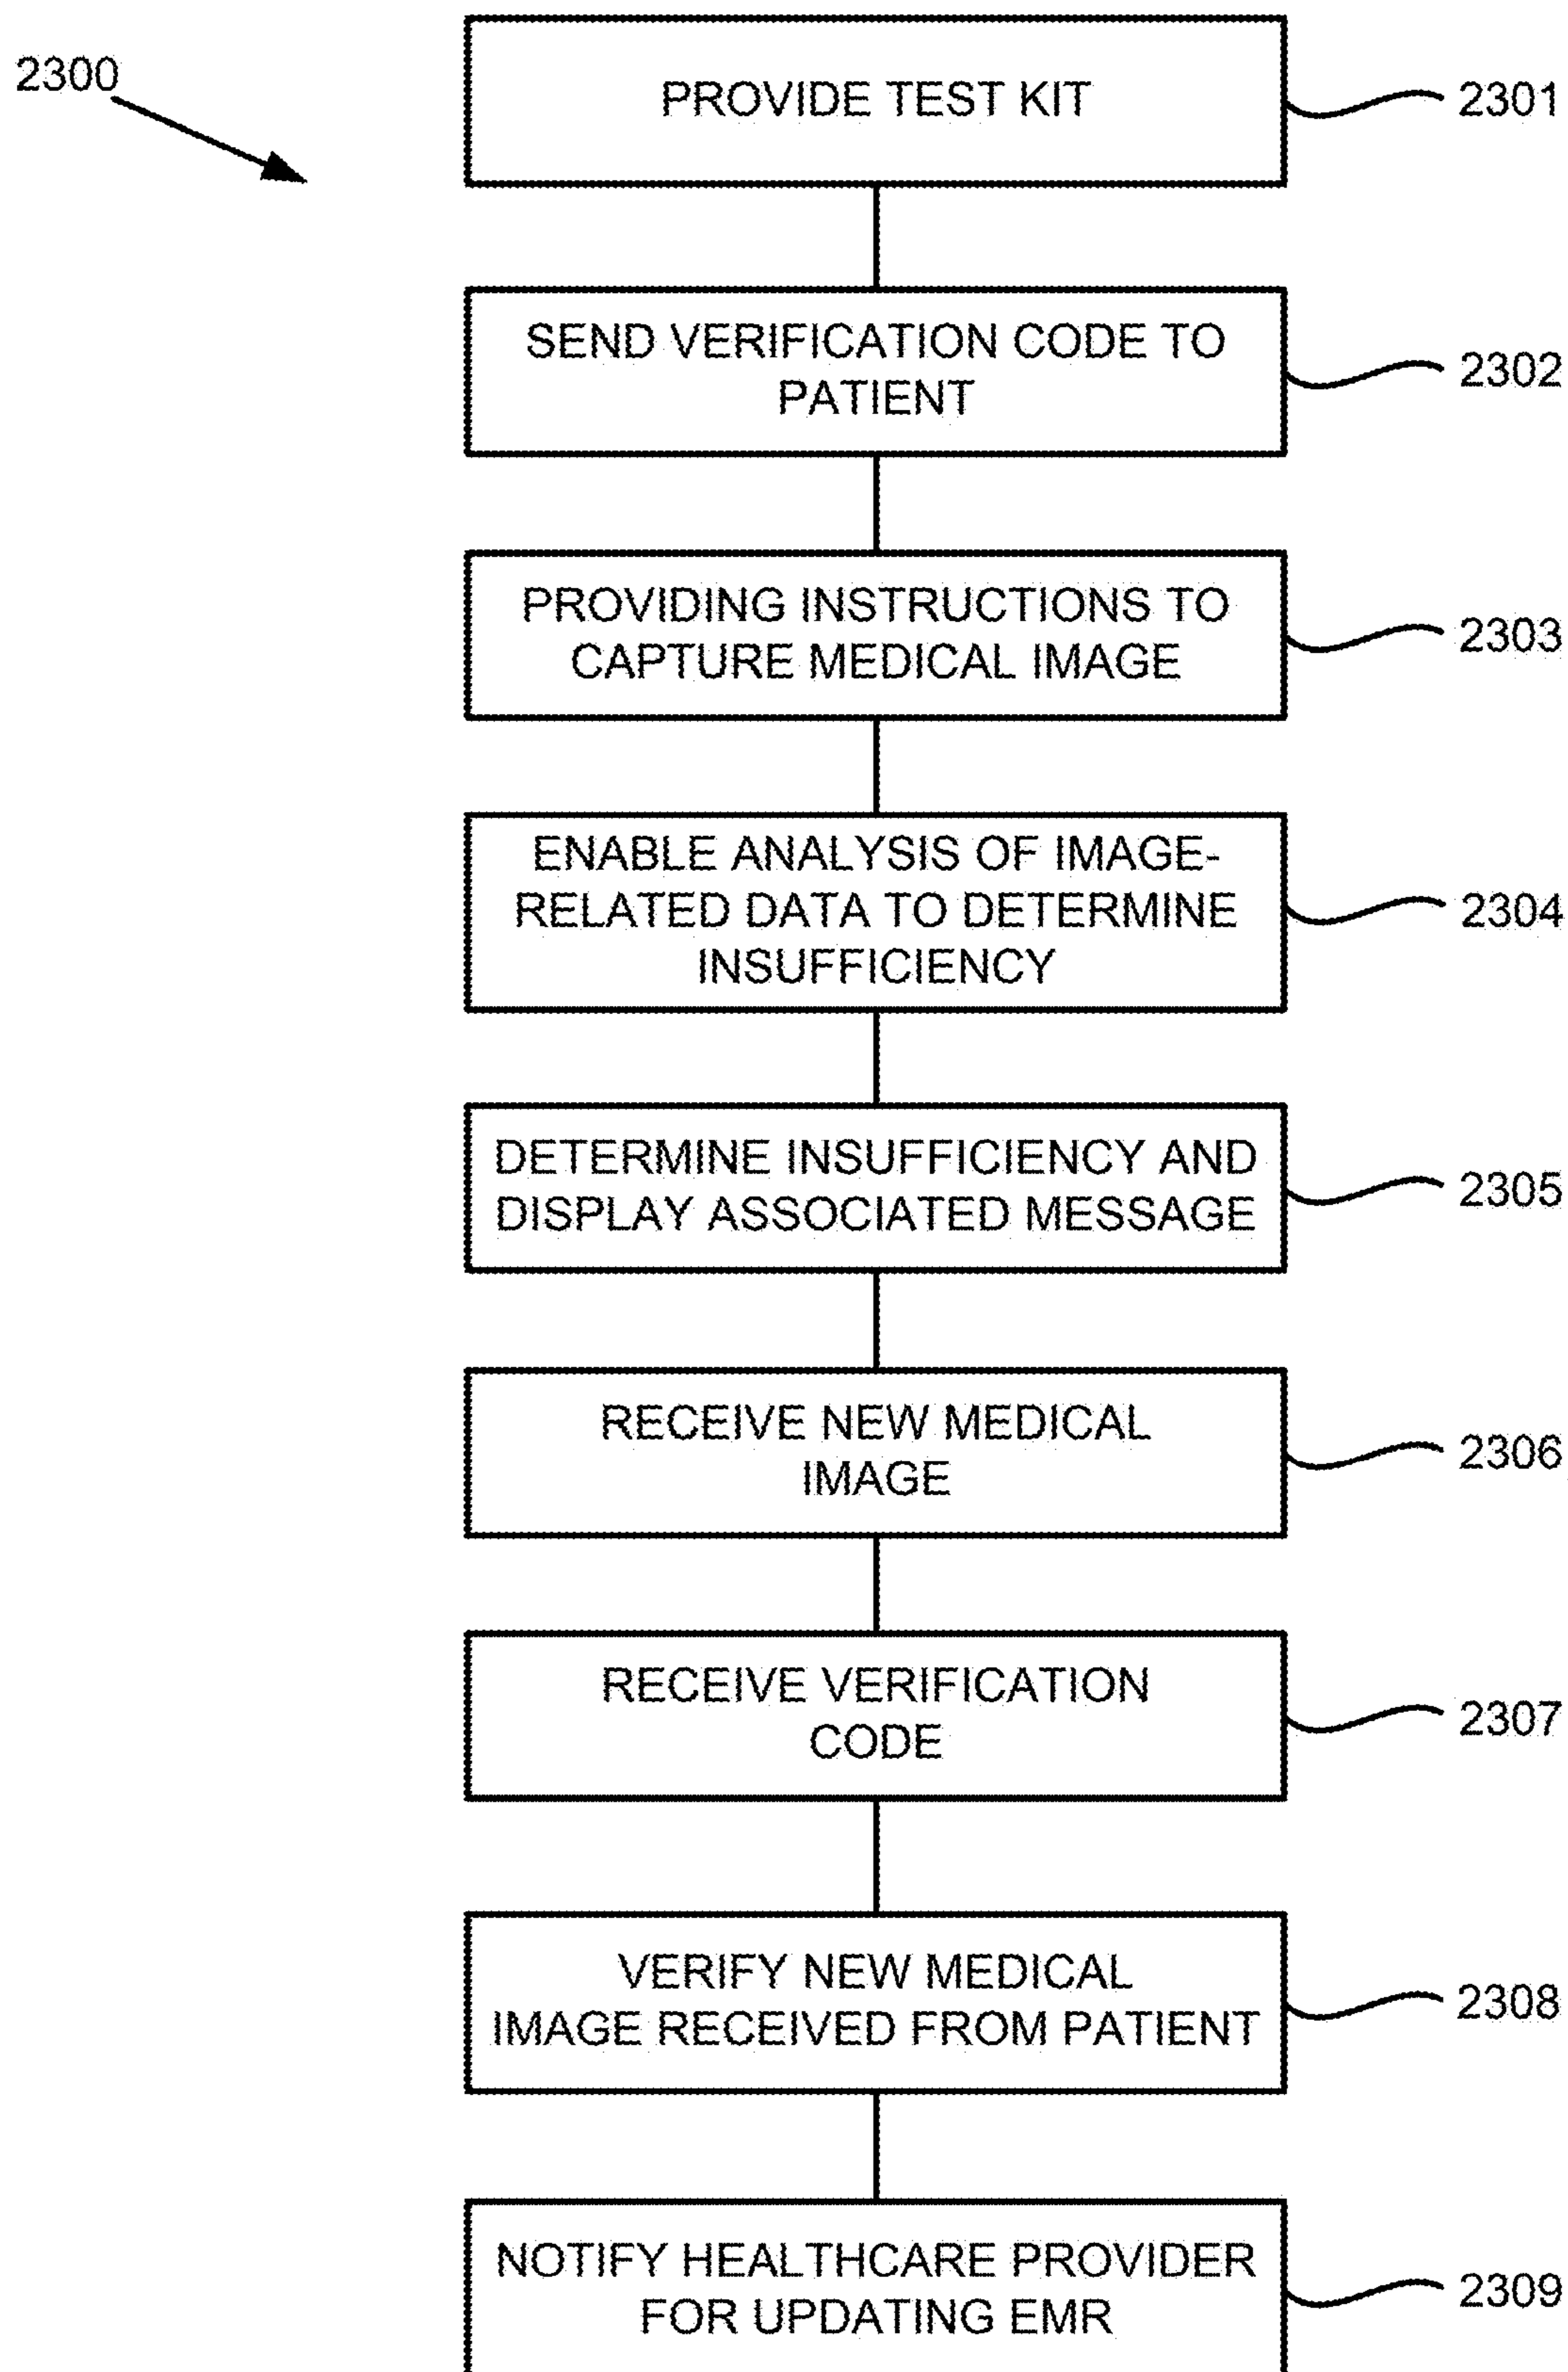 2300
PROVIDE TEST KIT
2301
SEND VERIFICATION CODE TO
PATIENT
2302
PROVIDING INSTRUCTIONS TO
CAPTURE MEDICAL IMAGE
2303
ENABLE ANALYSIS OF IMAGE-
RELATED DATA TO DETERMINE
INSUFFICIENCY
2304
DETERMINE INSUFFICIENCY AND
DISPLAY ASSOCIATED MESSAGE
2305
RECEIVE NEW MEDICAL
IMAGE
2306
RECEIVE VERIFICATION
CODE
2307
VERIFY NEW MEDICAL
IMAGE RECEIVED FROM PATIENT
2308
NOTIFY HEALTHCARE PROVIDER
FOR UPDATING EMR
2309